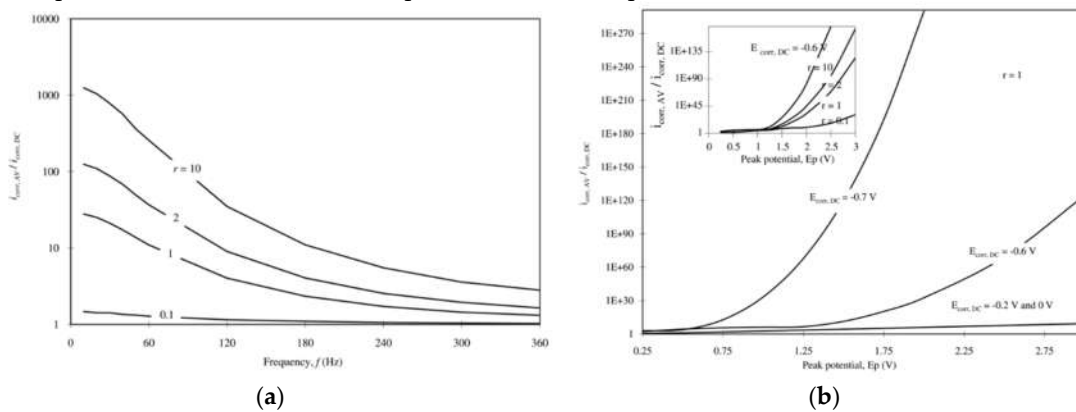 10000
1000
100
10
1
i_corr, AV / i_corr, DC
r = 10
2
1
0.1
0
60
120
180
240
300
360
Frequency, f (Hz)
(a)
1E+270
1E+240
1E+210
1E+180
1E+150
1E+120
1E+90
1E+60
1E+30
1
i_corr, AV / i_corr, DC
E_corr, DC = -0.6 V
1E+135
1E+90
1E+45
1
i_corr, AV / i_corr, DC
r = 10
r = 2
r = 1
r = 0.1
0
0.5
1
1.5
2
2.5
3
Peak potential, Ep (V)
r = 1
E_corr, DC = -0.7 V
E_corr, DC = -0.6 V
E_corr, DC = -0.2 V and 0 V
0.25
0.75
1.25
1.75
2.25
2.75
Peak potential, Ep (V)
(b)